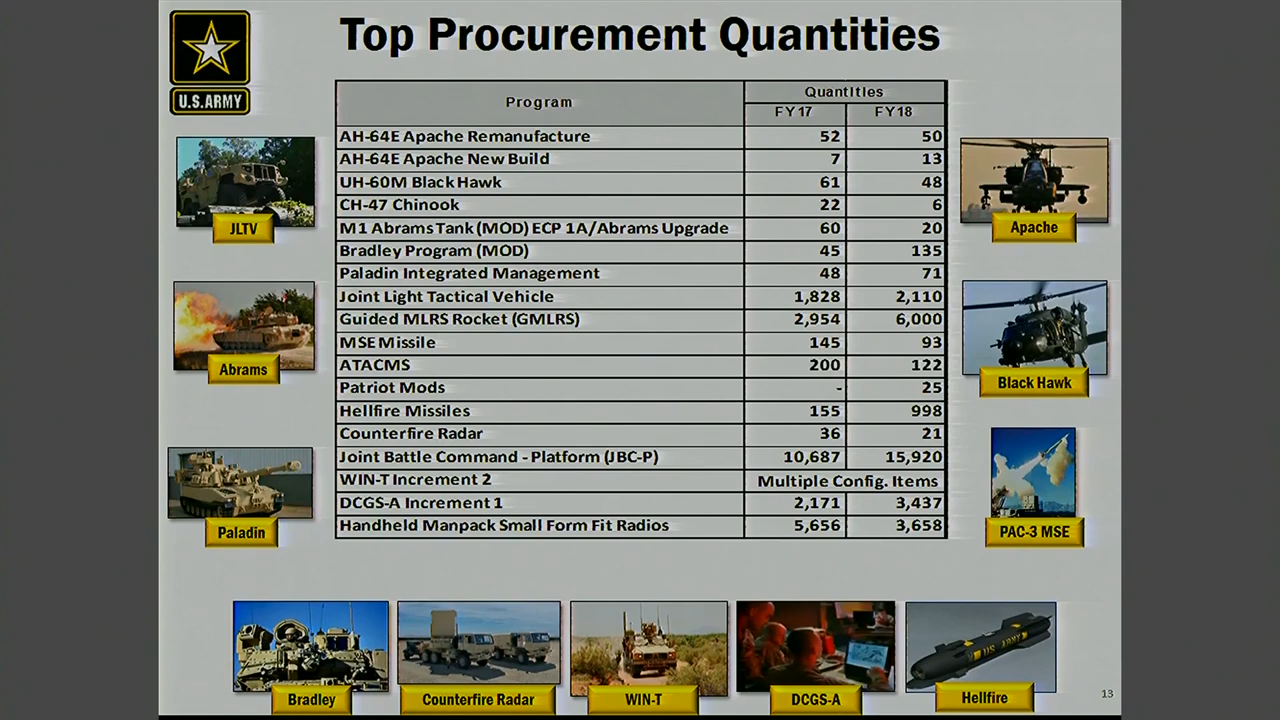 Top Procurement Quantities
U.S.ARMY
Program Quantities
FY17 FY18
AH-64E Apache Remanufacture 52 50
AH-64E Apache New Build 7 13
UH-60M Black Hawk 61 48
CH-47 Chinook 22 6
M1 Abrams Tank (MOD) ECP 1A/Abrams Upgrade 60 20
Bradley Program (MOD) 45 135
Paladin Integrated Management 48 71
Joint Light Tactical Vehicle 1,828 2,110
Guided MLRS Rocket (GMLRS) 2,954 6,000
MSE Missile 145 93
ATACMS 200 122
Patriot Mods - 25
Hellfire Missiles 155 998
Counterfire Radar 36 21
Joint Battle Command - Platform (JBC-P) 10,687 15,920
WIN-T Increment 2 Multiple Config. Items
DCGS-A Increment 1 2,171 3,437
Handheld Manpack Small Form Fit Radios 5,656 3,658
JLTV
Abrams
Paladin
Apache
Black Hawk
PAC-3 MSE
US ARMY
Bradley
Counterfire Radar
WIN-T
DCGS-A
Hellfire
13